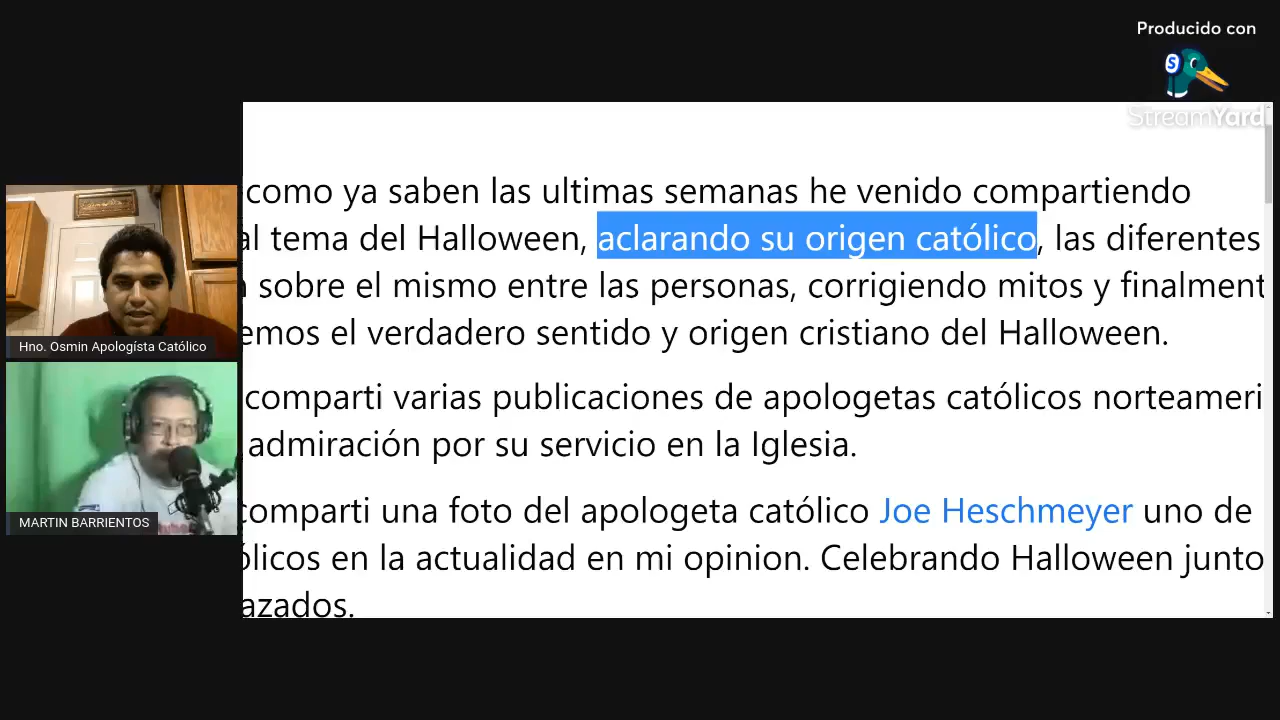 Producido con
S
StreamYard
como ya saben las ultimas semanas he venido compartiendo
al tema del Halloween, aclarando su origen católico, las diferentes
sobre el mismo entre las personas, corrigiendo mitos y finalment
emos el verdadero sentido y origen cristiano del Halloween.
comparti varias publicaciones de apologetas católicos norteameri
admiración por su servicio en la Iglesia.
comparti una foto del apologeta católico Joe Heschmeyer uno de
ólicos en la actualidad en mi opinion. Celebrando Halloween junto
azados.
Hno. Osmin Apologísta Católico
MARTIN BARRIENTOS